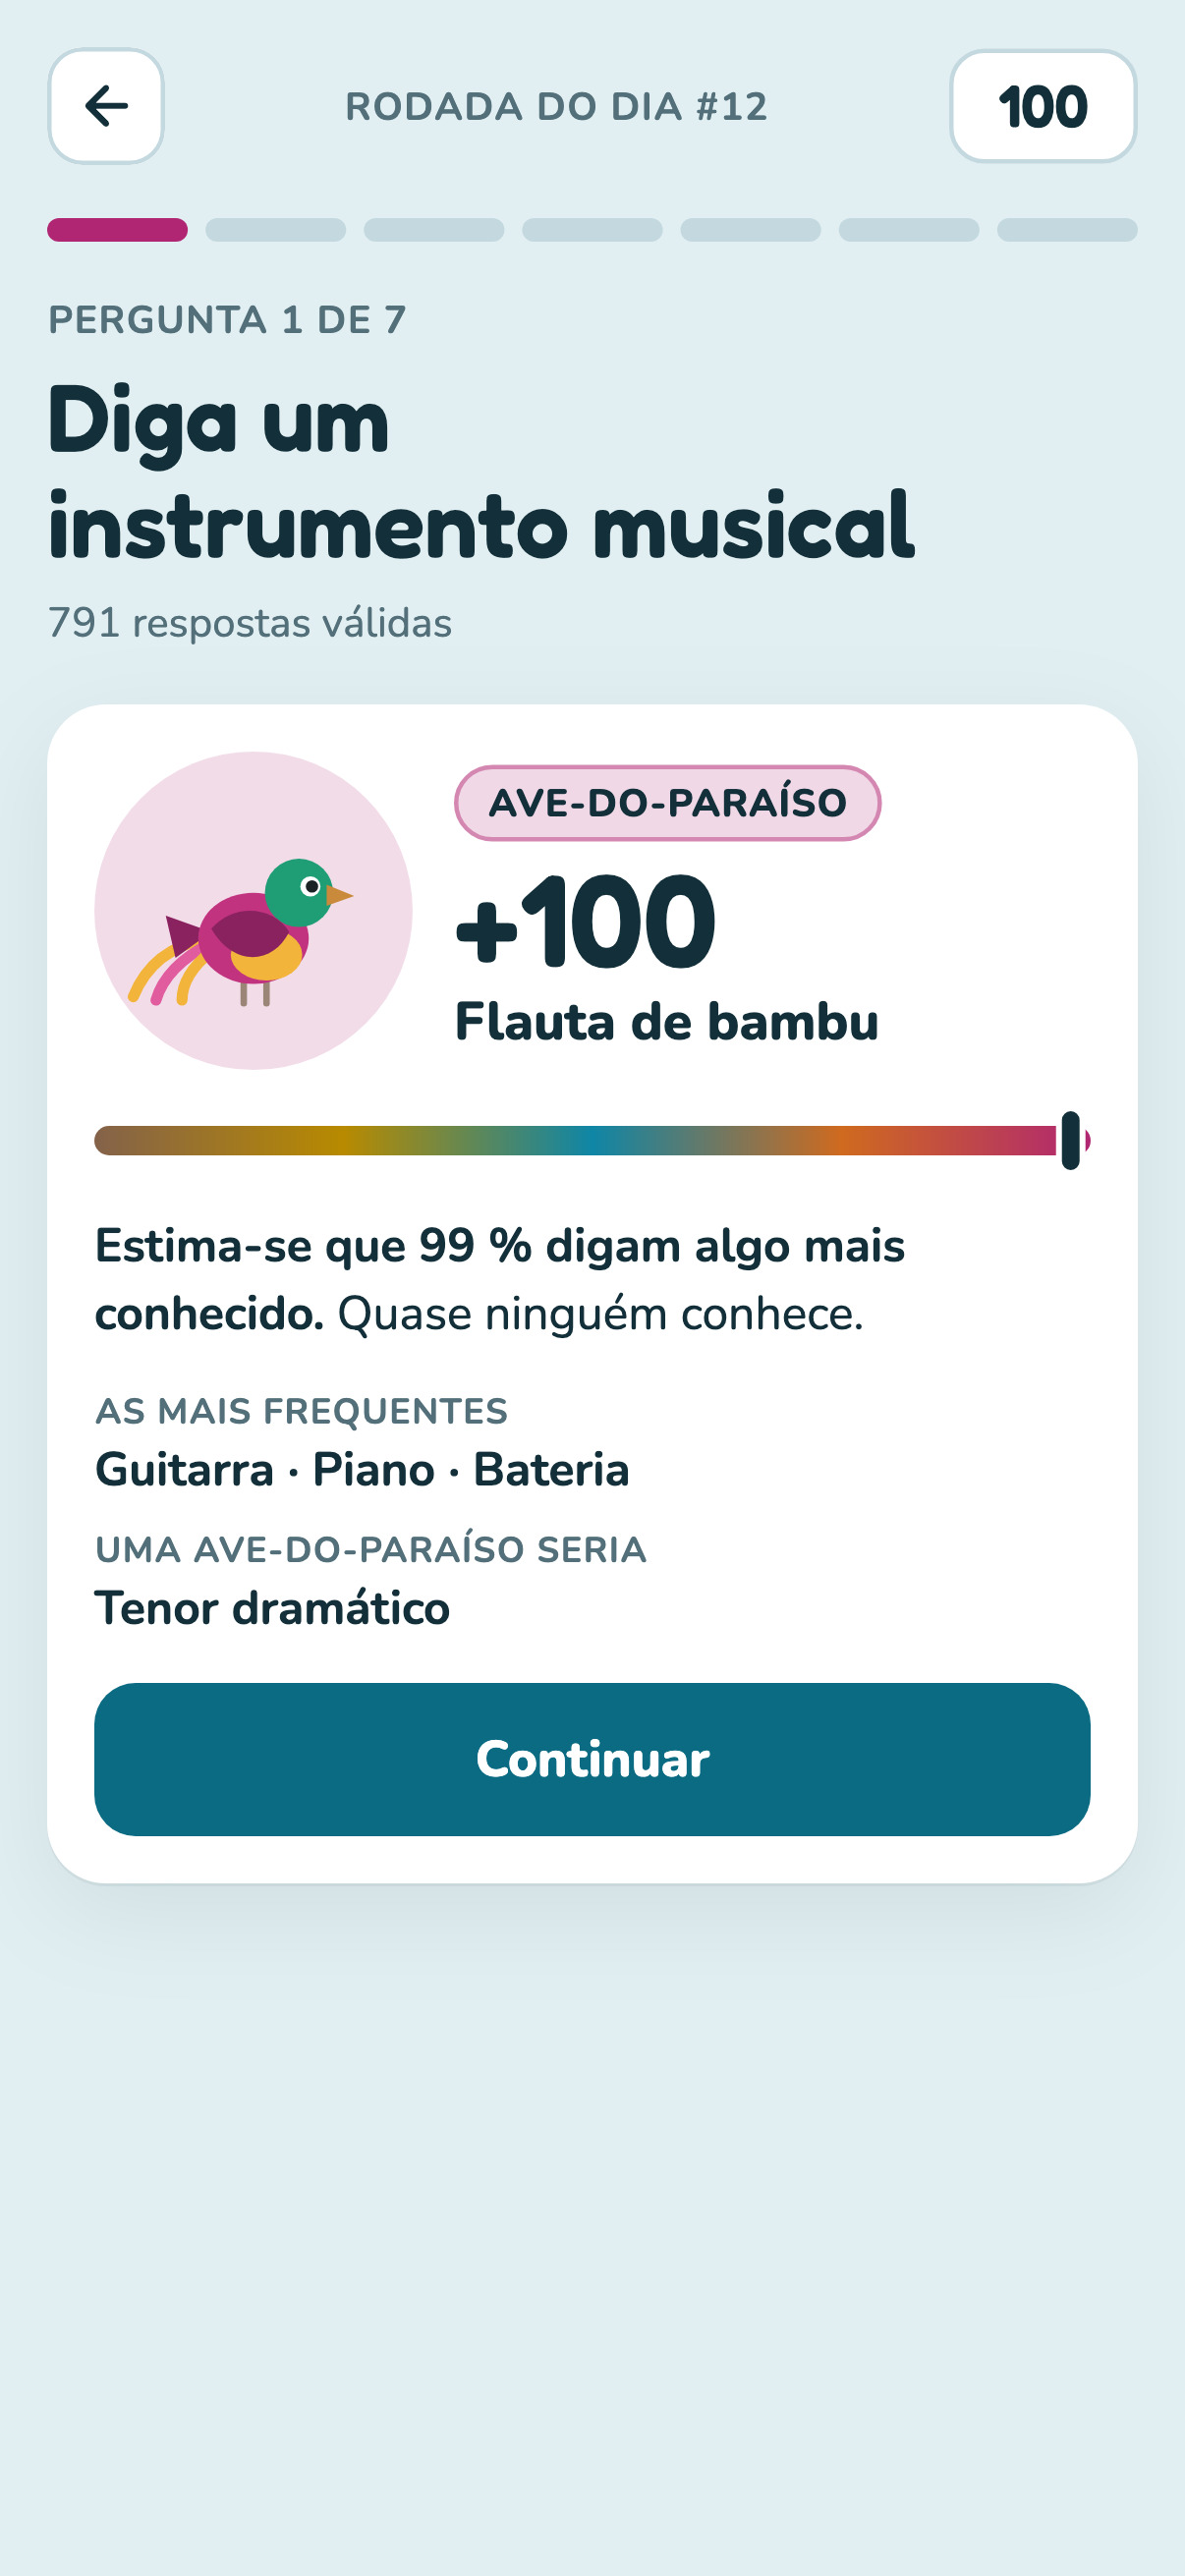 RODADA DO DIA #12
100
PERGUNTA 1 DE 7
Diga um
instrumento musical
791 respostas válidas
AVE-DO-PARAÍSO
+100
Flauta de bambu
Estima-se que 99 % digam algo mais
conhecido. Quase ninguém conhece.
AS MAIS FREQUENTES
Guitarra · Piano · Bateria
UMA AVE-DO-PARAÍSO SERIA
Tenor dramático
Continuar